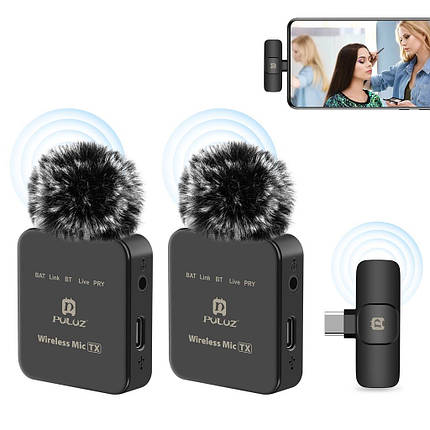 BAT Link BT Live PRY
PULUZ
Wireless Mic TX
BAT Link BT Live PRY
PULUZ
Wireless Mic TX